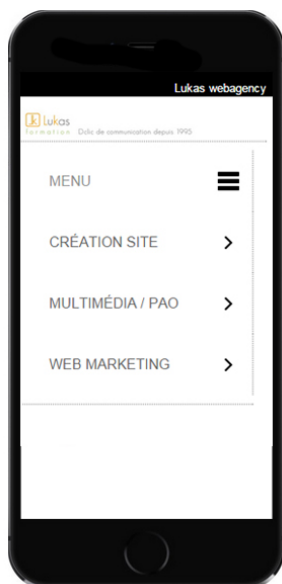 Lukas webagency
Lukas
formation Déclic de communication depuis 1995
MENU
CRÉATION SITE
MULTIMÉDIA / PAO
WEB MARKETING